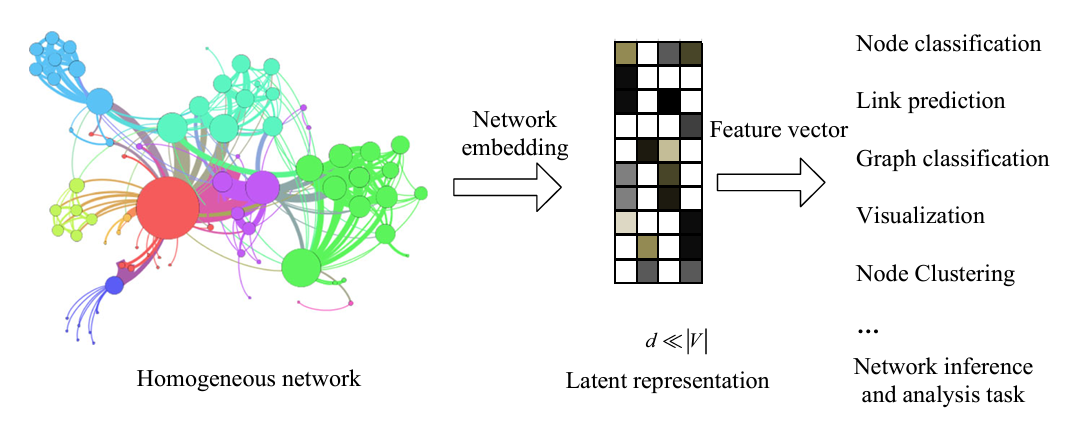 Homogeneous network
Network
embedding
d ≪|V|
Latent representation
Feature vector
Node classification
Link prediction
Graph classification
Visualization
Node Clustering
...
Network inference
and analysis task